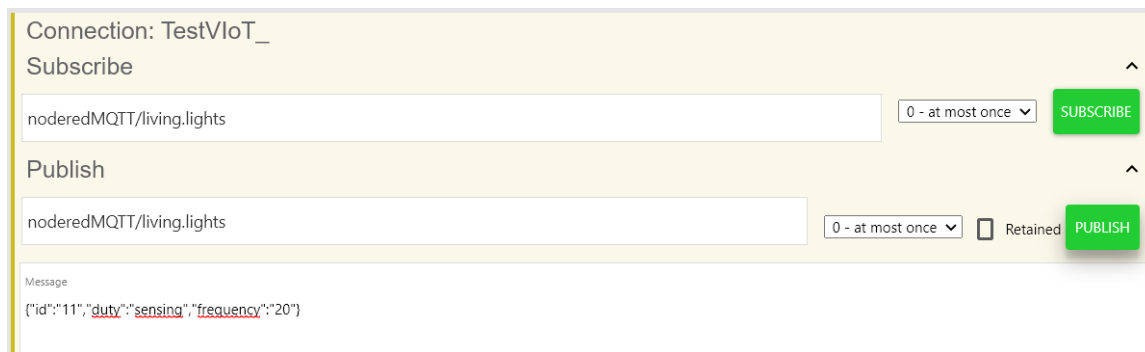 Connection: TestVIoT_
Subscribe
noderedMQTT/living.lights
0 - at most once
SUBSCRIBE
Publish
noderedMQTT/living.lights
0 - at most once
Retained
PUBLISH
Message
{"id":"11","duty":"sensing","frequency":"20"}